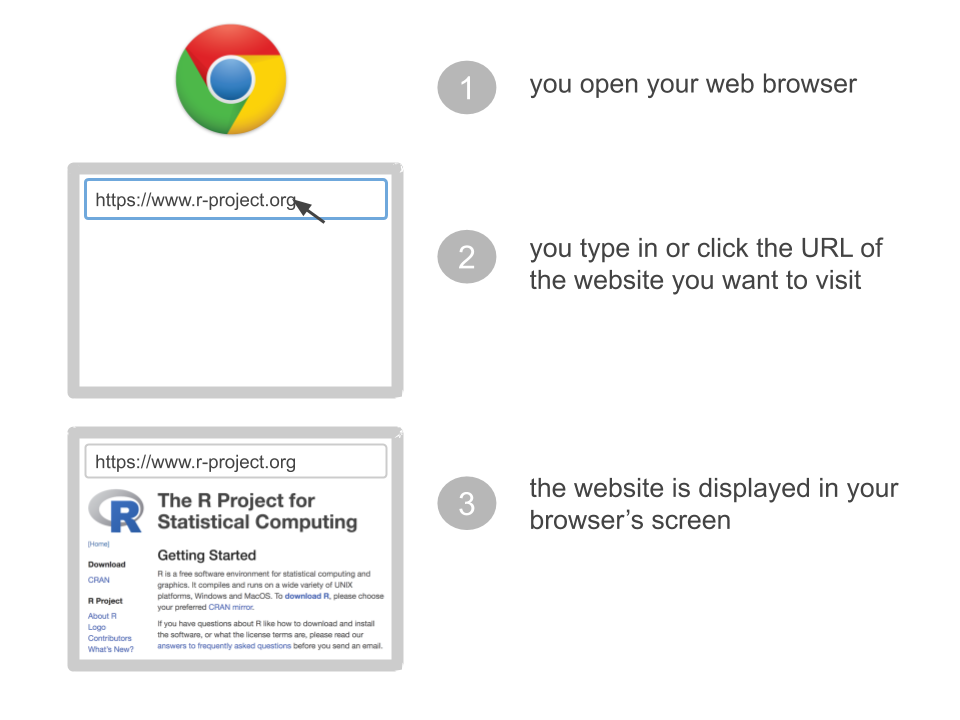 1
you open your web browser
https://www.r-project.org
2
you type in or click the URL of
the website you want to visit
https://www.r-project.org
R
The R Project for
Statistical Computing
[Home]
Download
CRAN
R Project
About R
Logo
Contributors
What's New?
Getting Started
R is a free software environment for statistical computing and
graphics. It compiles and runs on a wide variety of UNIX
platforms, Windows and MacOS. To download R, please choose
your preferred CRAN mirror.
If you have questions about R like how to download and install
the software, or what the license terms are, please read our
answers to frequently asked questions before you send an email.
3
the website is displayed in your
browser’s screen